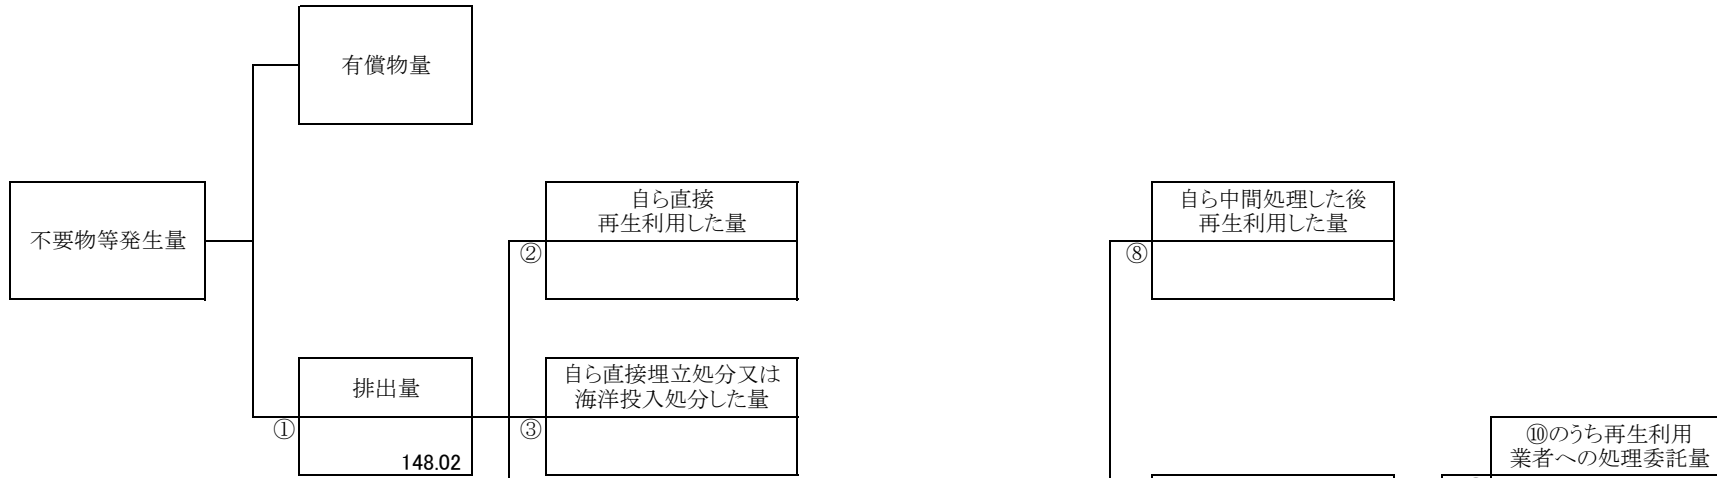 有償物量
不要物等発生量
自ら直接
再生利用した量
②
自ら中間処理した後
再生利用した量
⑧
排出量
①
148.02
自ら直接埋立処分又は
海洋投入処分した量
③
⑩のうち再生利用
業者への処理委託量